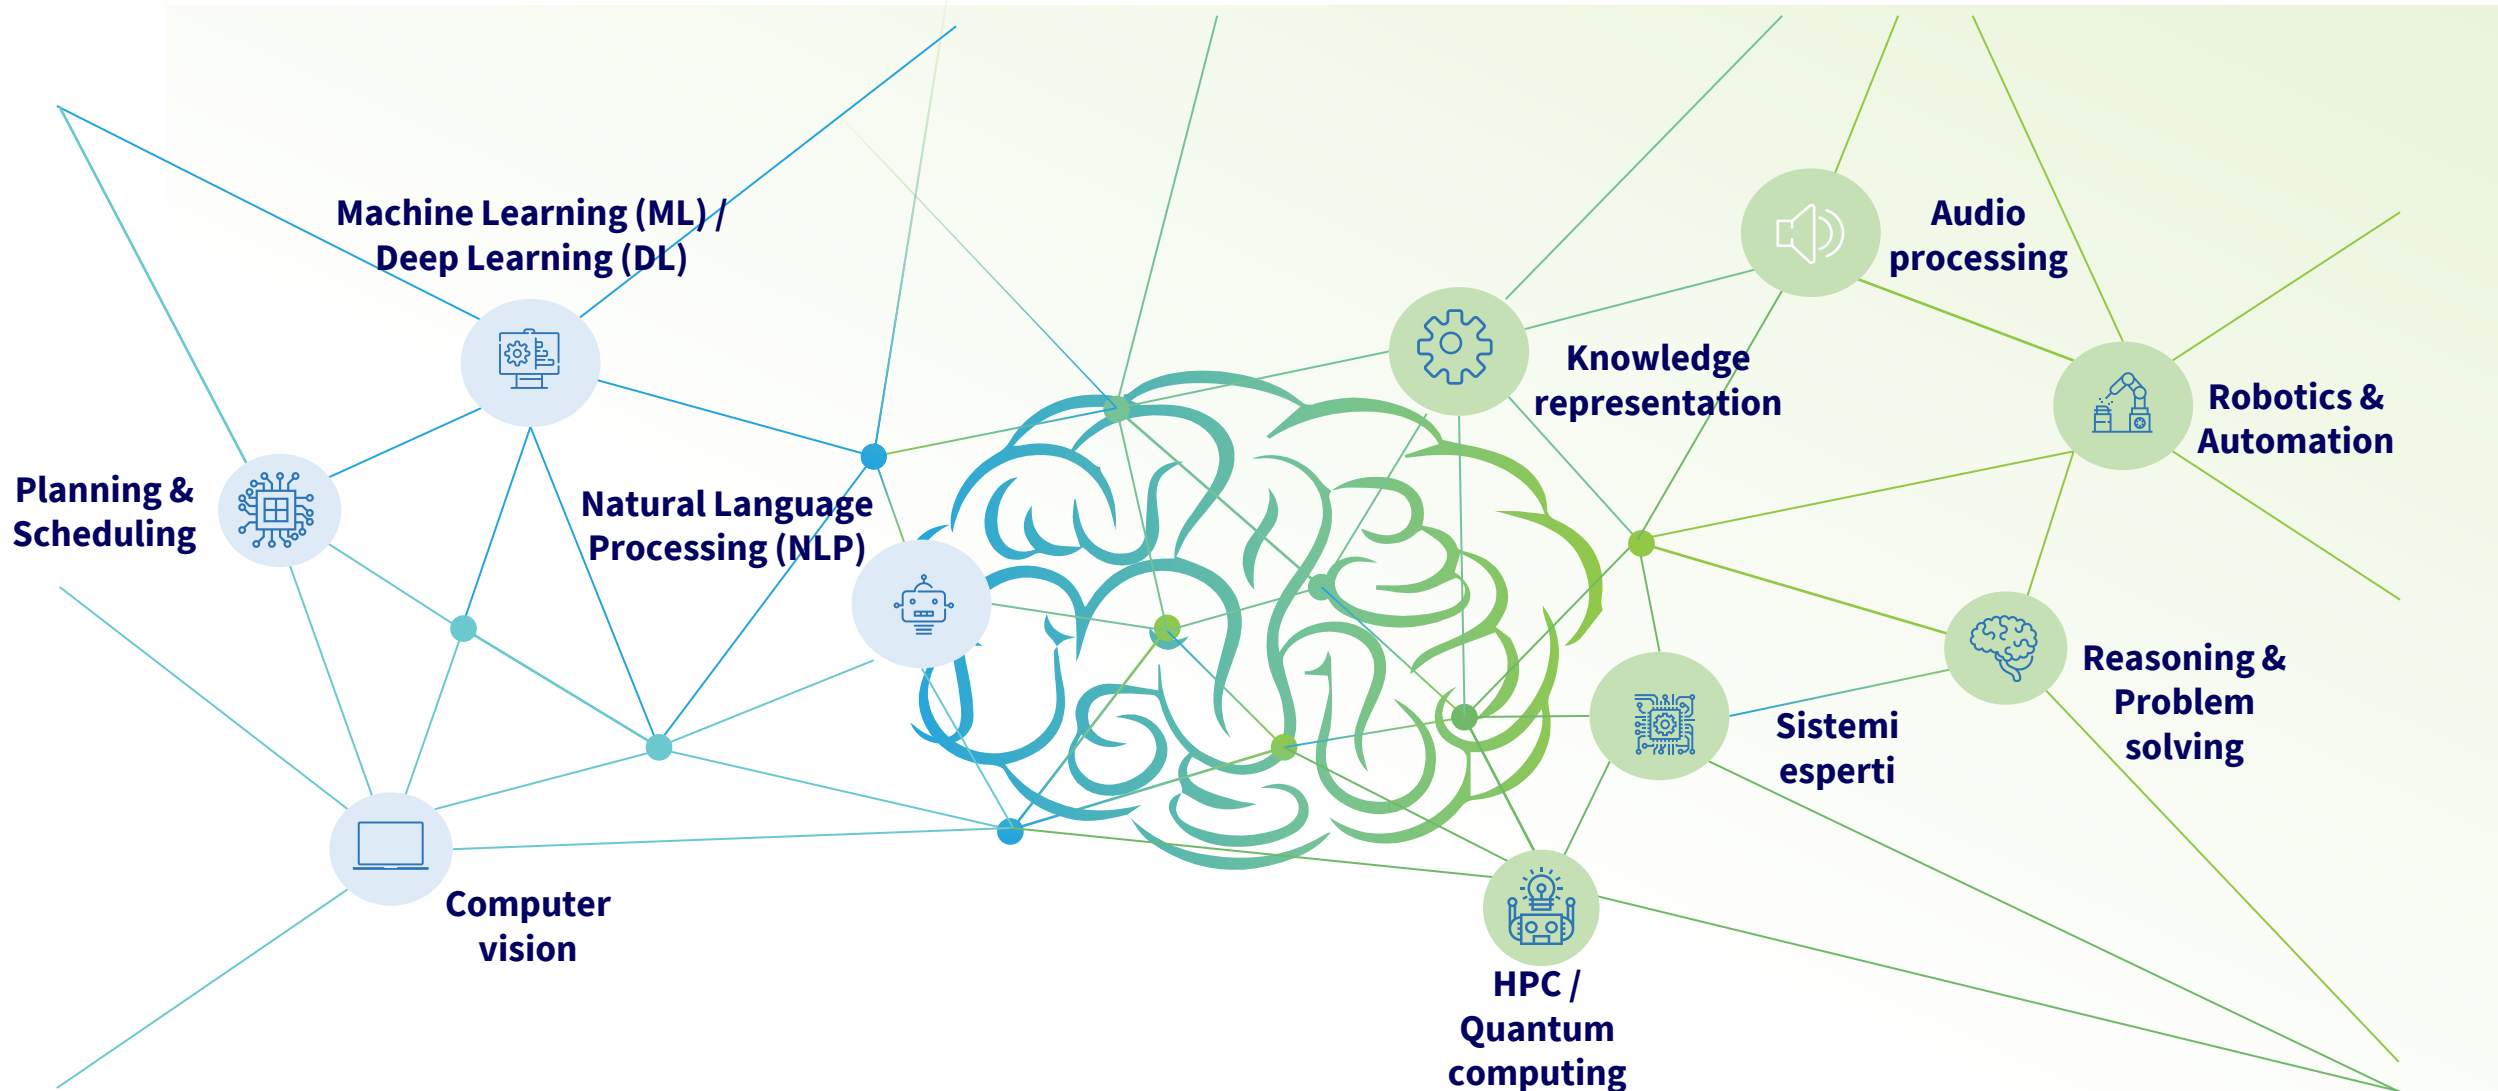 Machine Learning (ML) /
Deep Learning (DL)
Audio
processing
Knowledge
representation
Robotics &
Automation
Planning &
Scheduling
Natural Language
Processing (NLP)
Reasoning &
Problem
solving
Sistemi
esperti
Computer
vision
HPC /
Quantum
computing